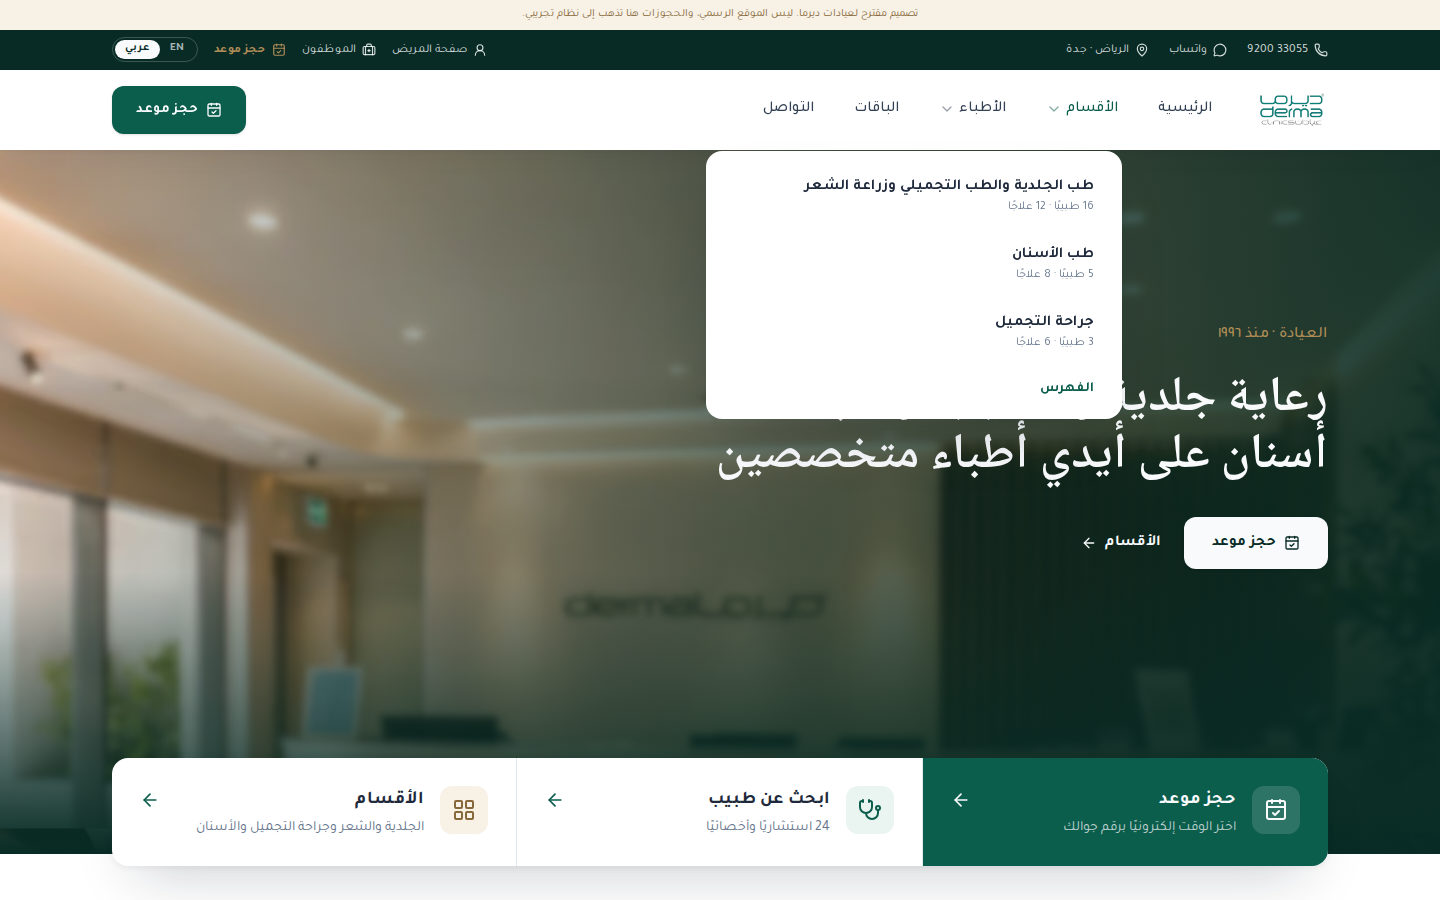 تصميم مقترح لعيادات ديرما. ليس الموقع الرسمي، والحجوزات هنا تذهب إلى نظام تجريبي.
9200 33055
واتساب
الرياض · جدة
صفحة المريض
الموظفون
حجز موعد
EN
عربي
ديرما
derma
الرئيسية
الأقسام
الأطباء
الباقات
التواصل
حجز موعد
طب الجلدية والطب التجميلي وزراعة الشعر
16 طبيبًا · 12 علاجًا
طب الأسنان
5 طبيبًا · 8 علاجًا
جراحة التجميل
3 طبيبًا · 6 علاجًا
الفهرس
العيادة · منذ ١٩٩٦
رعاية جلدية
أسنان على أيدي أطباء متخصصين
حجز موعد
الأقسام
derma ديرما
حجز موعد
اختر الوقت إلكترونيًا برقم جوالك
ابحث عن طبيب
24 استشاريًا وأخصائيًا
الأقسام
الجلدية والشعر وجراحة التجميل والأسنان